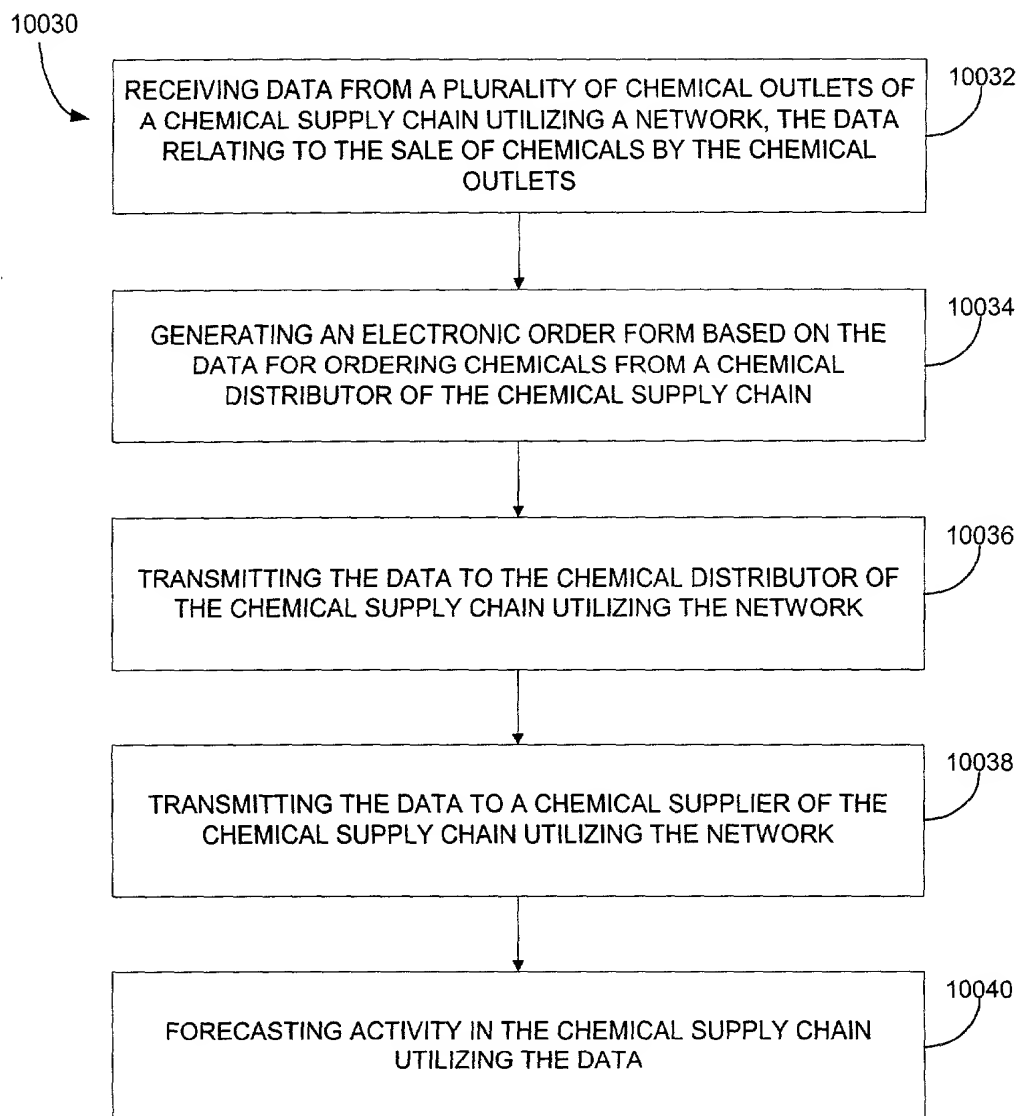 10030
RECEIVING DATA FROM A PLURALITY OF CHEMICAL OUTLETS OF
A CHEMICAL SUPPLY CHAIN UTILIZING A NETWORK, THE DATA
RELATING TO THE SALE OF CHEMICALS BY THE CHEMICAL
OUTLETS
10032
GENERATING AN ELECTRONIC ORDER FORM BASED ON THE
DATA FOR ORDERING CHEMICALS FROM A CHEMICAL
DISTRIBUTOR OF THE CHEMICAL SUPPLY CHAIN
10034
TRANSMITTING THE DATA TO THE CHEMICAL DISTRIBUTOR OF
THE CHEMICAL SUPPLY CHAIN UTILIZING THE NETWORK
10036
TRANSMITTING THE DATA TO A CHEMICAL SUPPLIER OF THE
CHEMICAL SUPPLY CHAIN UTILIZING THE NETWORK
10038
FORECASTING ACTIVITY IN THE CHEMICAL SUPPLY CHAIN
UTILIZING THE DATA
10040